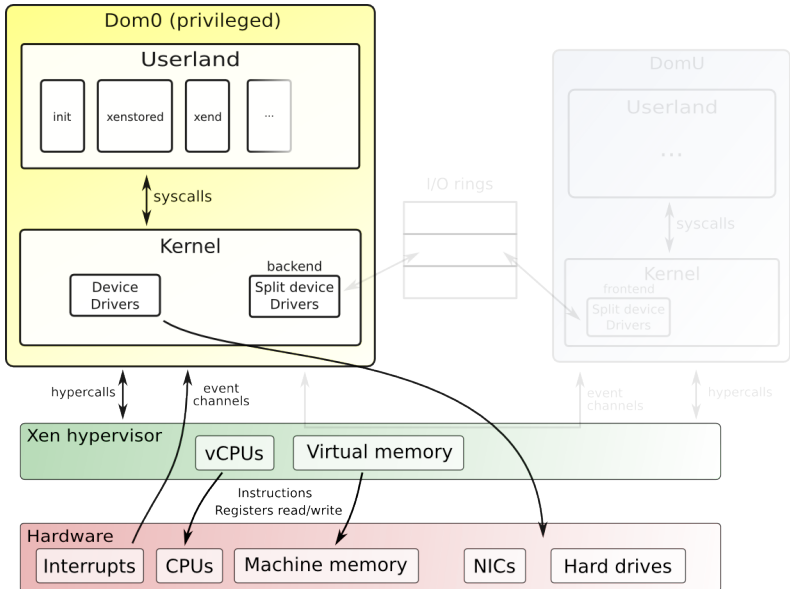 Dom0 (privileged)
Userland
init
xenstored
xend
...
syscalls
Kernel
Device
Drivers
backend
Split device
Drivers
I/O rings
DomU
Userland
...
syscalls
Kernel
frontend
Split device
Drivers
hypercalls
event
channels
event
channels
hypercalls
Xen hypervisor
vCPUs
Virtual memory
Instructions
Registers read/write
Hardware
Interrupts
CPUs
Machine memory
NICs
Hard drives